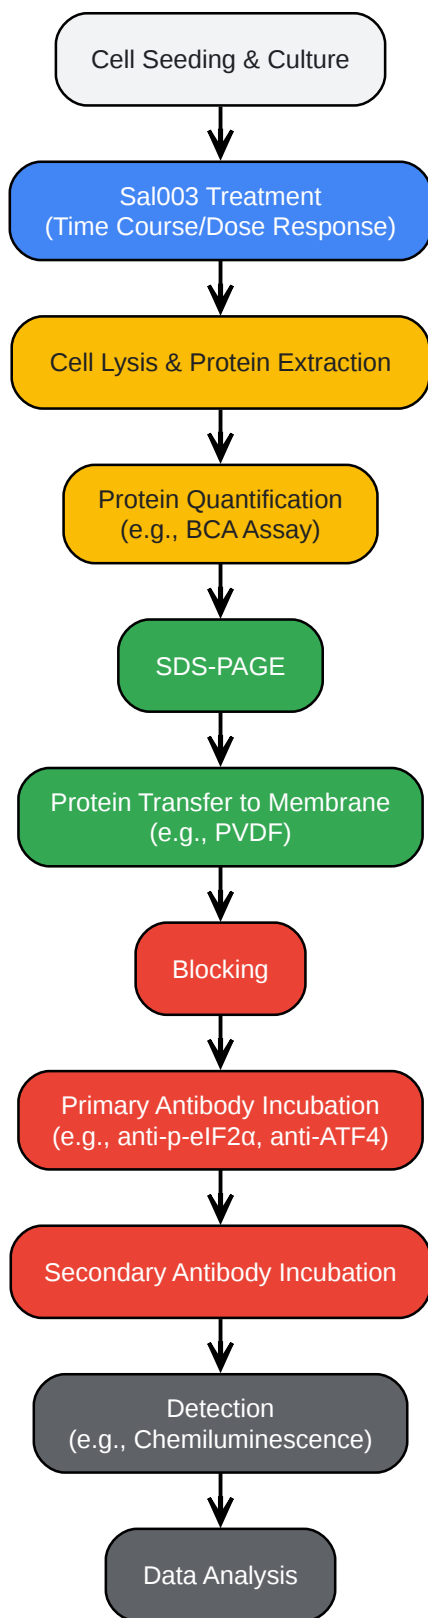 Cell Seeding & Culture
Sal003 Treatment
(Time Course/Dose Response)
Cell Lysis & Protein Extraction
Protein Quantification
(e.g., BCA Assay)
SDS-PAGE
Protein Transfer to Membrane
(e.g., PVDF)
Blocking
Primary Antibody Incubation
(e.g., anti-p-eIF2α, anti-ATF4)
Secondary Antibody Incubation
Detection
(e.g., Chemiluminescence)
Data Analysis